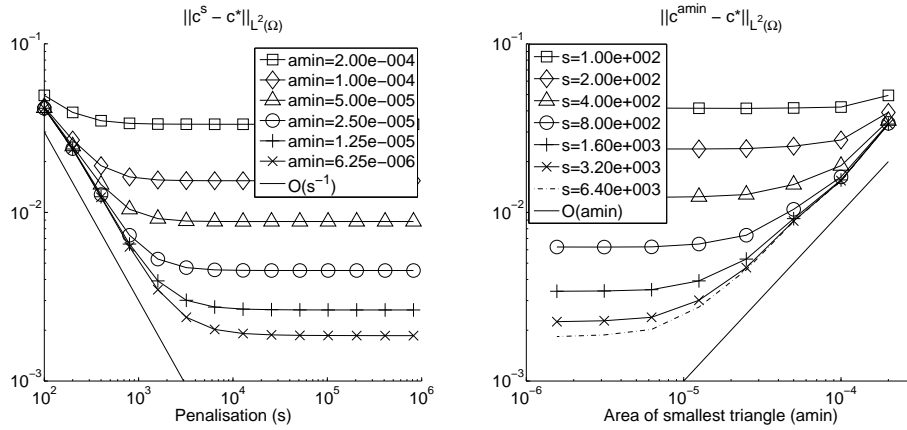 ||c^s − c*||_L²(Ω)
10^−1
10^−2
10^−3
10^2
10^3
10^4
10^5
10^6
Penalisation (s)
amin=2.00e−004
amin=1.00e−004
amin=5.00e−005
amin=2.50e−005
amin=1.25e−005
amin=6.25e−006
O(s^−1)
||c^amin − c*||_L²(Ω)
10^−1
10^−2
10^−3
10^−6
10^−5
10^−4
Area of smallest triangle (amin)
s=1.00e+002
s=2.00e+002
s=4.00e+002
s=8.00e+002
s=1.60e+003
s=3.20e+003
s=6.40e+003
O(amin)